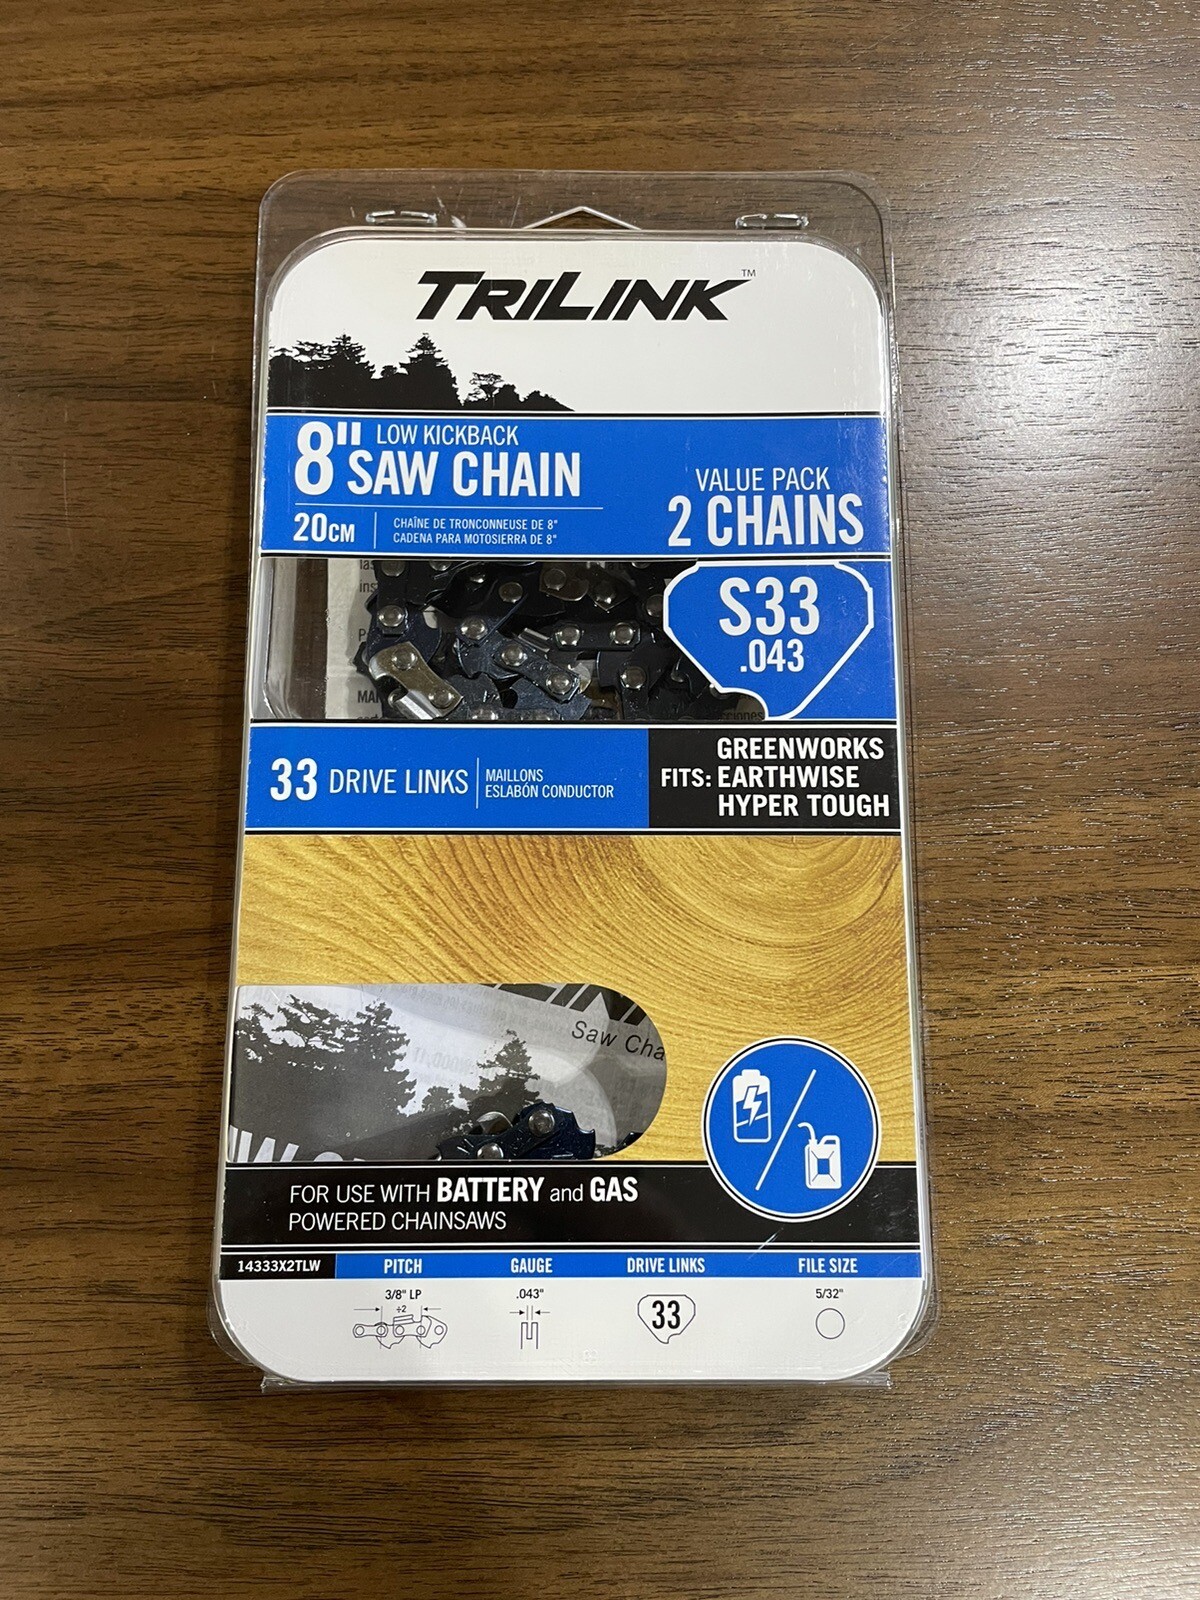 TRILINK™
8" LOW KICKBACK
SAW CHAIN
20CM
CHAÎNE DE TRONCONNEUSE DE 8"
CADENA PARA MOTOSIERRA DE 8"
VALUE PACK
2 CHAINS
S33
.043
33 DRIVE LINKS
MAILLONS
ESLABÓN CONDUCTOR
FITS:
GREENWORKS
EARTHWISE
HYPER TOUGH
Saw Cha
FOR USE WITH BATTERY and GAS
POWERED CHAINSAWS
14333X2TLW PITCH GAUGE DRIVE LINKS FILE SIZE
3/8" LP .043" 33 5/32"
÷2